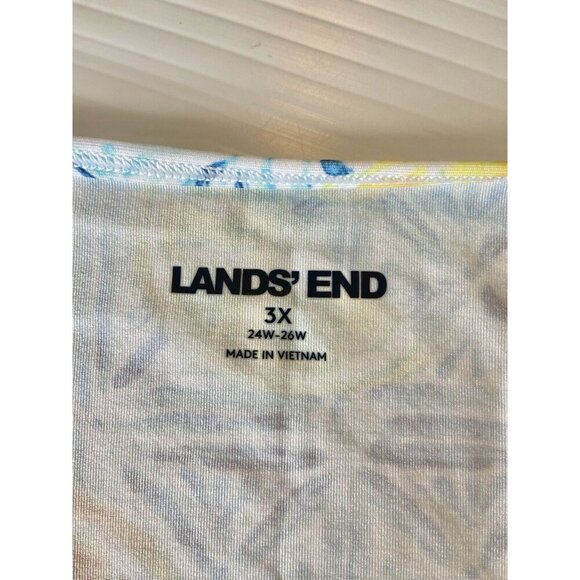 LANDS' END
3X
24W-26W
MADE IN VIETNAM